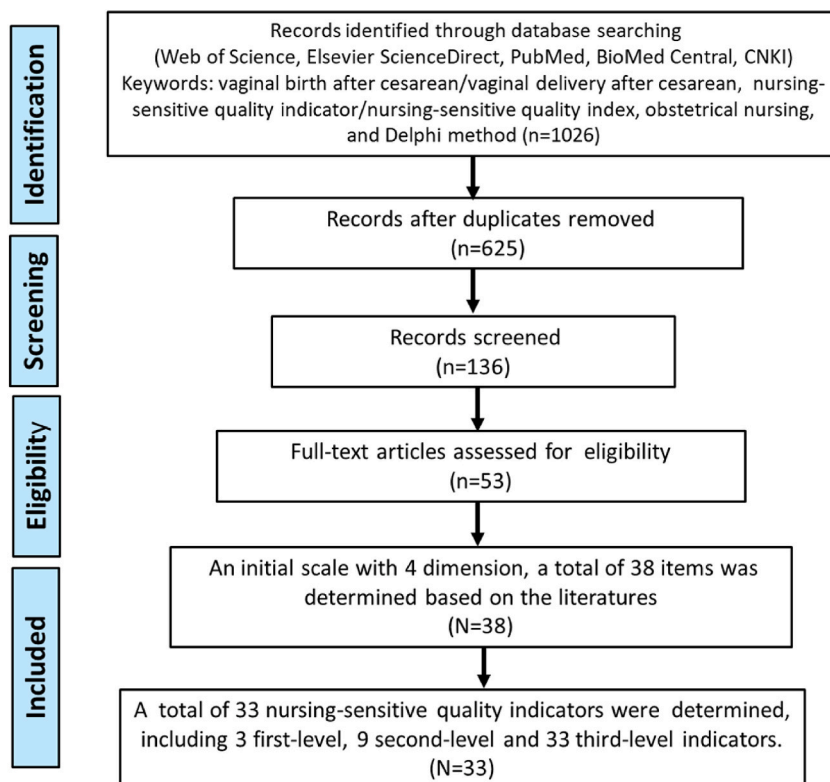 Identification
Records identified through database searching
(Web of Science, Elsevier ScienceDirect, PubMed, BioMed Central, CNKI)
Keywords: vaginal birth after cesarean/vaginal delivery after cesarean, nursing-
sensitive quality indicator/nursing-sensitive quality index, obstetrical nursing,
and Delphi method (n=1026)
Records after duplicates removed
(n=625)
Screening
Records screened
(n=136)
Eligibility
Full-text articles assessed for eligibility
(n=53)
Included
An initial scale with 4 dimension, a total of 38 items was
determined based on the literatures
(N=38)
A total of 33 nursing-sensitive quality indicators were determined,
including 3 first-level, 9 second-level and 33 third-level indicators.
(N=33)